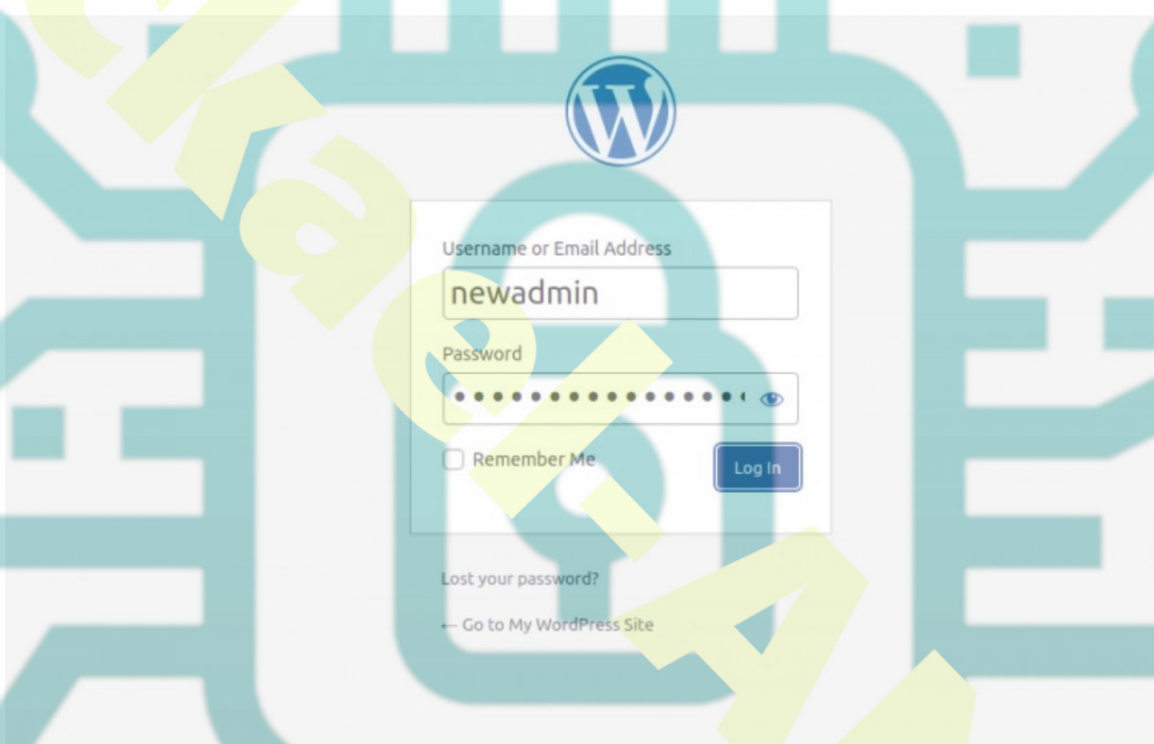 Username or Email Address
newadmin
Password
Remember Me
Log In
Lost your password?
← Go to My WordPress Site